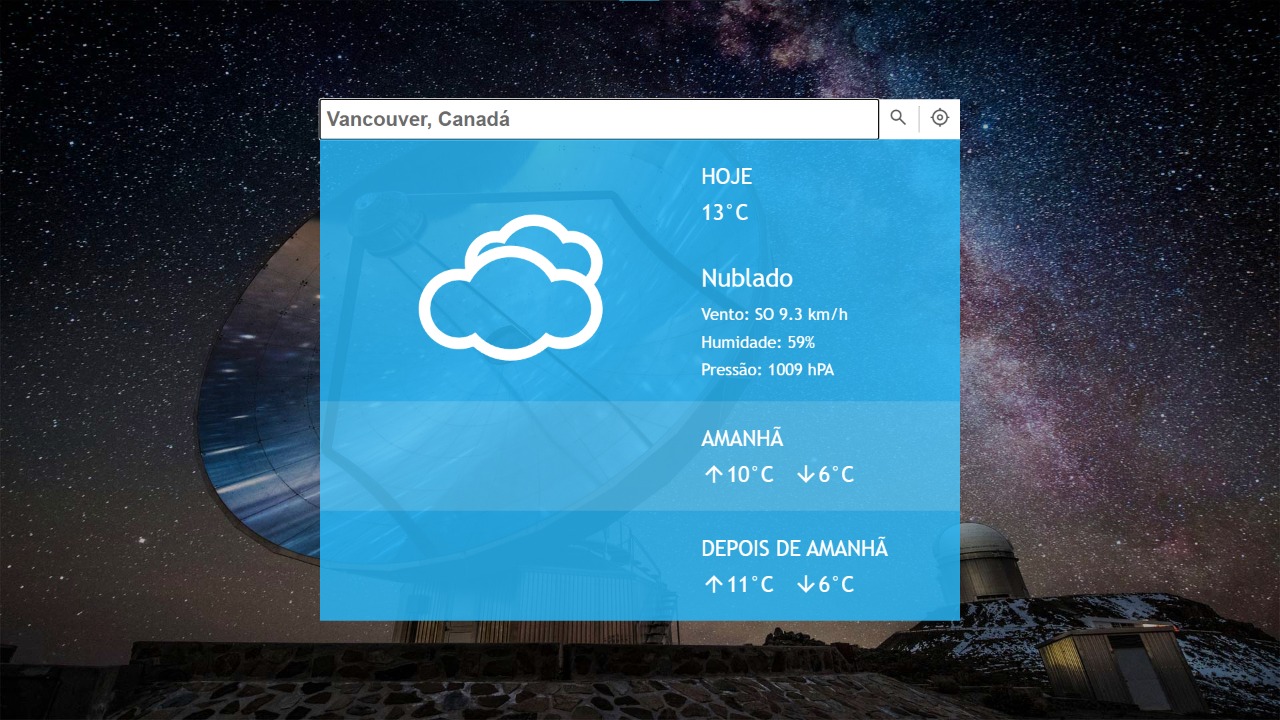 Vancouver, Canadá
HOJE
13°C
Nublado
Vento: SO 9.3 km/h
Humidade: 59%
Pressão: 1009 hPA
AMANHÃ
↑10°C ↓6°C
DEPOIS DE AMANHÃ
↑11°C ↓6°C